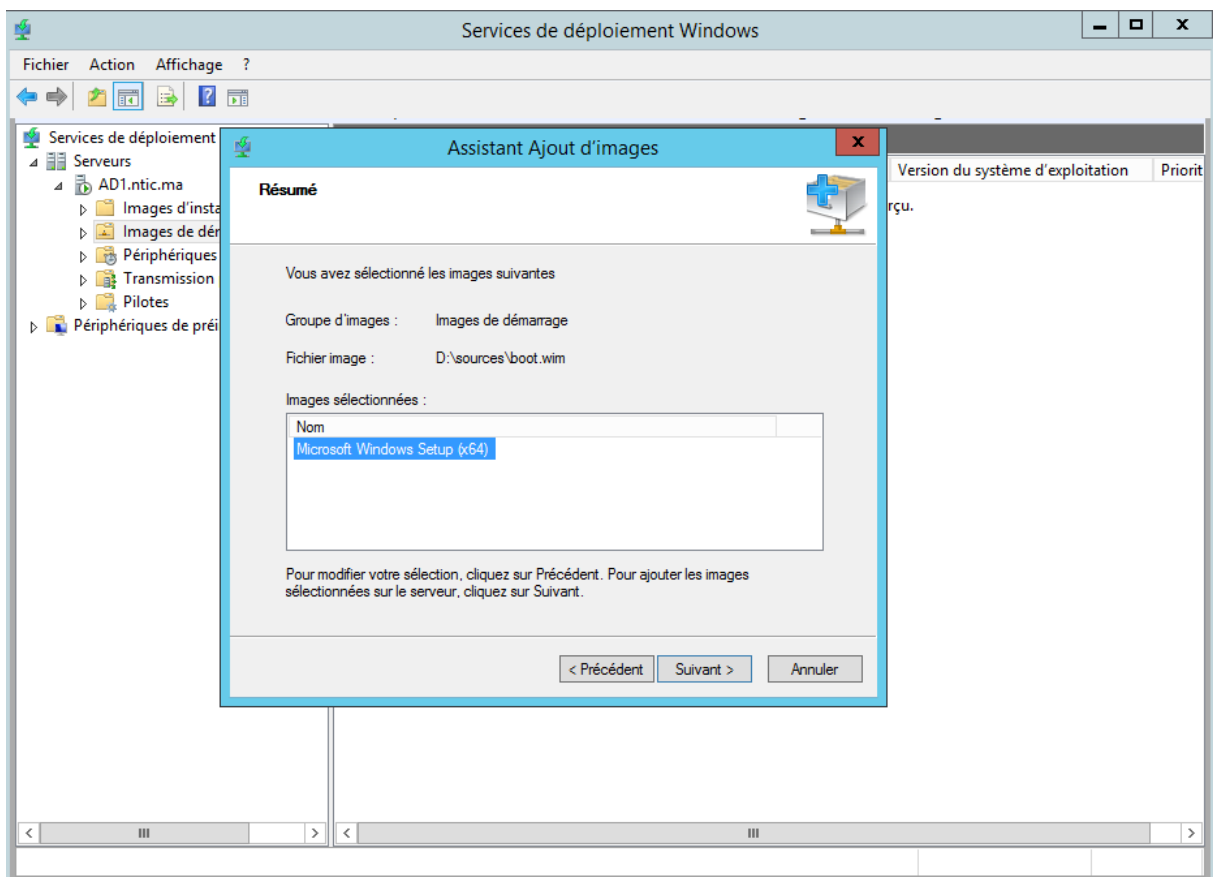 Services de déploiement Windows
Fichier Action Affichage ?
Services de déploiement
Serveurs
AD1.ntic.ma
Images d'insta
Images de dér
Périphériques
Transmission
Pilotes
Périphériques de préi
Version du système d'exploitation Priorit
rçu.
Assistant Ajout d'images
Résumé
Vous avez sélectionné les images suivantes
Groupe d'images : Images de démarrage
Fichier image : D:\sources\boot.wim
Images sélectionnées :
Nom
Microsoft Windows Setup (x64)
Pour modifier votre sélection, cliquez sur Précédent. Pour ajouter les images
sélectionnées sur le serveur, cliquez sur Suivant.
< Précédent Suivant > Annuler